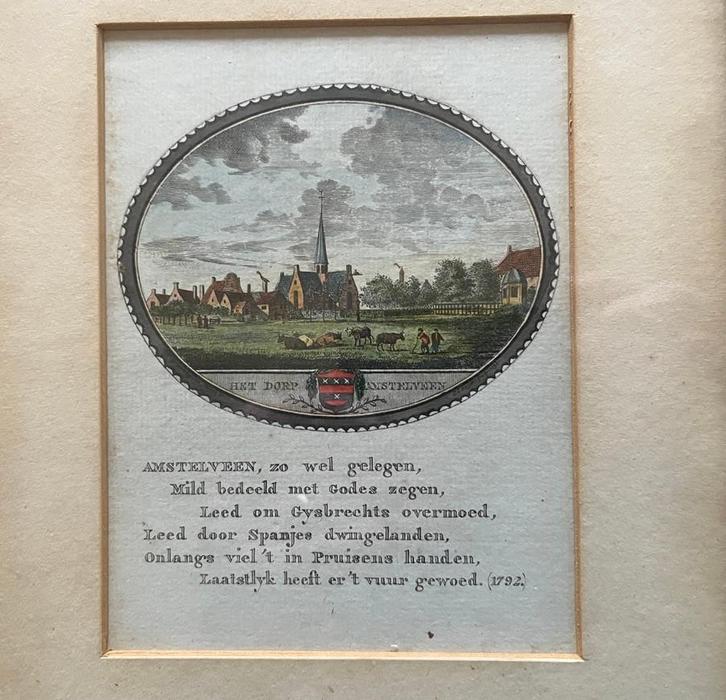 HET DORP AMSTELVEEN
AMSTELVEEN, zo wel gelegen,
Mild bedeeld met Godes zegen,
Leed om Gysbrechts overmoed,
Leed door Spanjes dwingelanden,
Onlangs viel 't in Pruisens handen,
Laatstlyk heeft er 't vuur gewoed. (1792.)